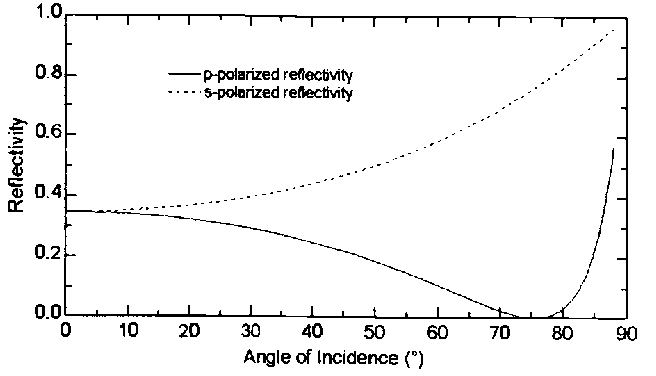 1.0
0.8
0.6
0.4
0.2
0.0
Reflectivity
p-polarized reflectivity
s-polarized reflectivity
0 10 20 30 40 50 60 70 80 90
Angle of Incidence (°)